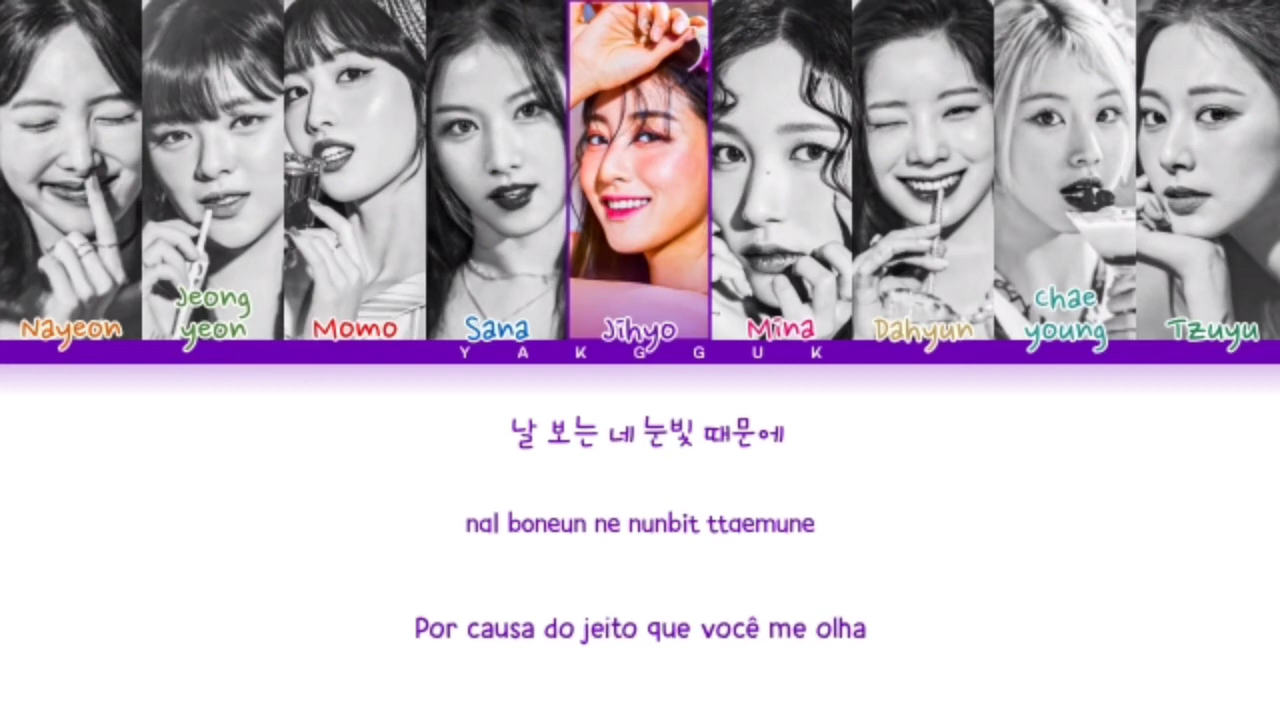 Nayeon
Jeong
yeon
Momo
Sana
Jihyo
Mina
Dahyun
Chae
young
Tzuyu
YAKGGUK
날 보는 네 눈빛 때문에
nal boneun ne nunbit ttaemune
Por causa do jeito que você me olha